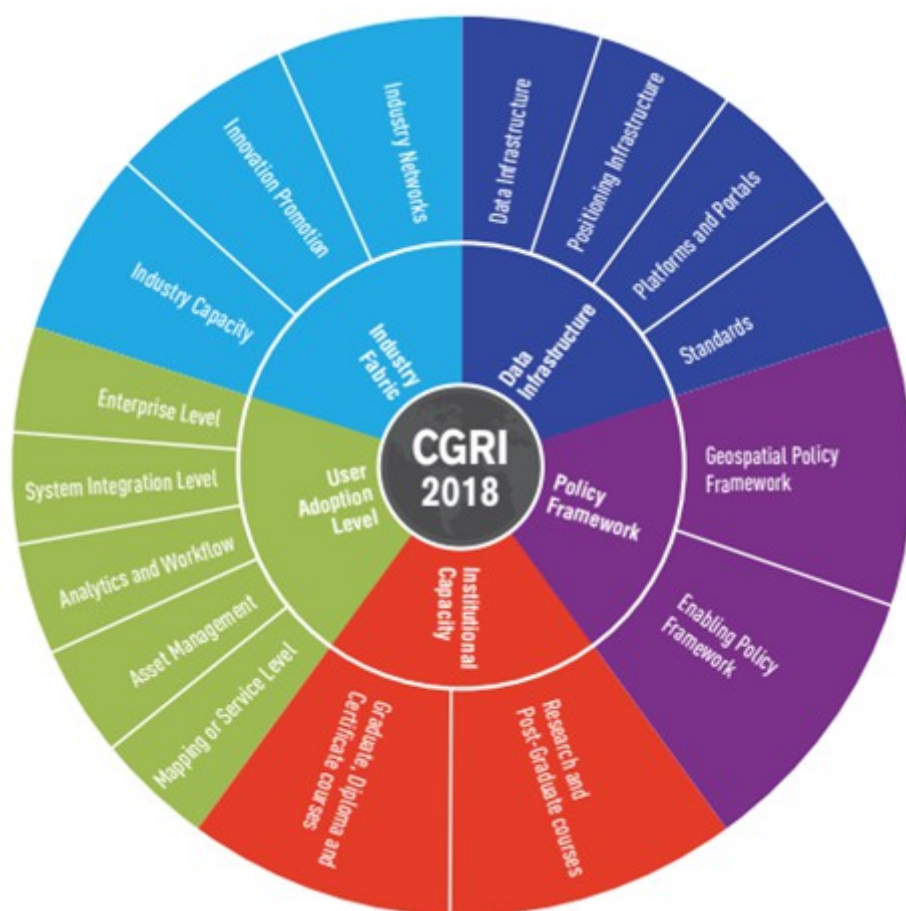 CGRI
2018
Data
Infrastructure
Data Infrastructure
Positioning Infrastructure
Platforms and Portals
Standards
Policy
Framework
Geospatial Policy
Framework
Enabling Policy
Framework
Institutional
Capacity
Research and
Post-Graduate courses
Graduate, Diploma and
Certificate courses
User
Adoption
Level
Mapping or Service Level
Asset Management
Analytics and Workflow
System Integration Level
Enterprise Level
Industry
Fabric
Industry Capacity
Innovation Promotion
Industry Networks